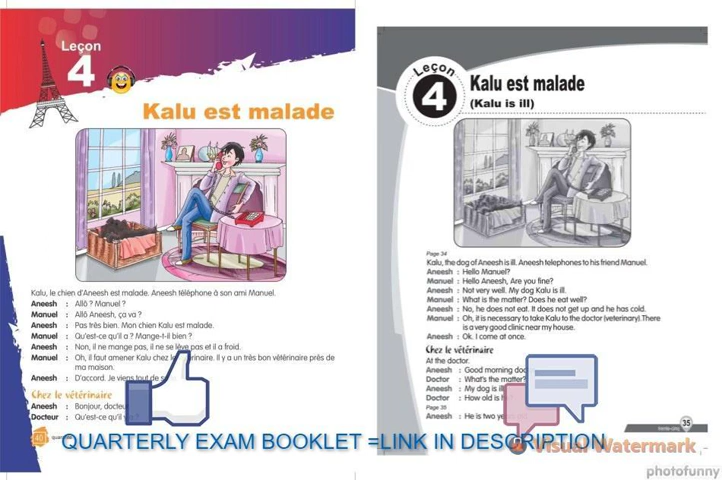 Leçon
4
Kalu est malade
Kalu, le chien d'Aneesh est malade. Aneesh téléphone à son ami Manuel.
Aneesh : Allô ? Manuel ?
Manuel : Allô Aneesh, ça va ?
Aneesh : Pas très bien. Mon chien Kalu est malade.
Manuel : Qu'est-ce qu'il a ? Mange-t-il bien ?
Aneesh : Non, il ne mange pas, il ne se lève pas et il a froid.
Manuel : Oh, il faut amener Kalu chez le vétérinaire. Il y a un très bon vétérinaire près de
ma maison.
Aneesh : D'accord. Je viens tout de
Chez le vétérinaire
Aneesh : Bonjour, docteur
Docteur : Qu'est-ce qu'il y
40
Leçon
4
Kalu est malade
(Kalu is ill)
Page 34
Kalu, the dog of Aneesh is ill. Aneesh telephones to his friend Manuel.
Aneesh : Hello Manuel?
Manuel : Hello Aneesh, Are you fine?
Aneesh : Not very well. My dog Kalu is ill.
Manuel : What is the matter? Does he eat well?
Aneesh : No, he does not eat. It does not get up and he has cold.
Manuel : Oh, it is necessary to take Kalu to the doctor (veterinary). There
is a very good clinic near my house.
Aneesh : Ok. I come at once.
Chez le vétérinaire
At the doctor.
Aneesh : Good morning doc
Doctor : What's the matter?
Aneesh : My dog is ill
Doctor : How old is h
Page 35
Aneesh : He is two years
trente-cinq 35
QUARTERLY EXAM BOOKLET =LINK IN DESCRIPTION
Visual Watermark
photofunny